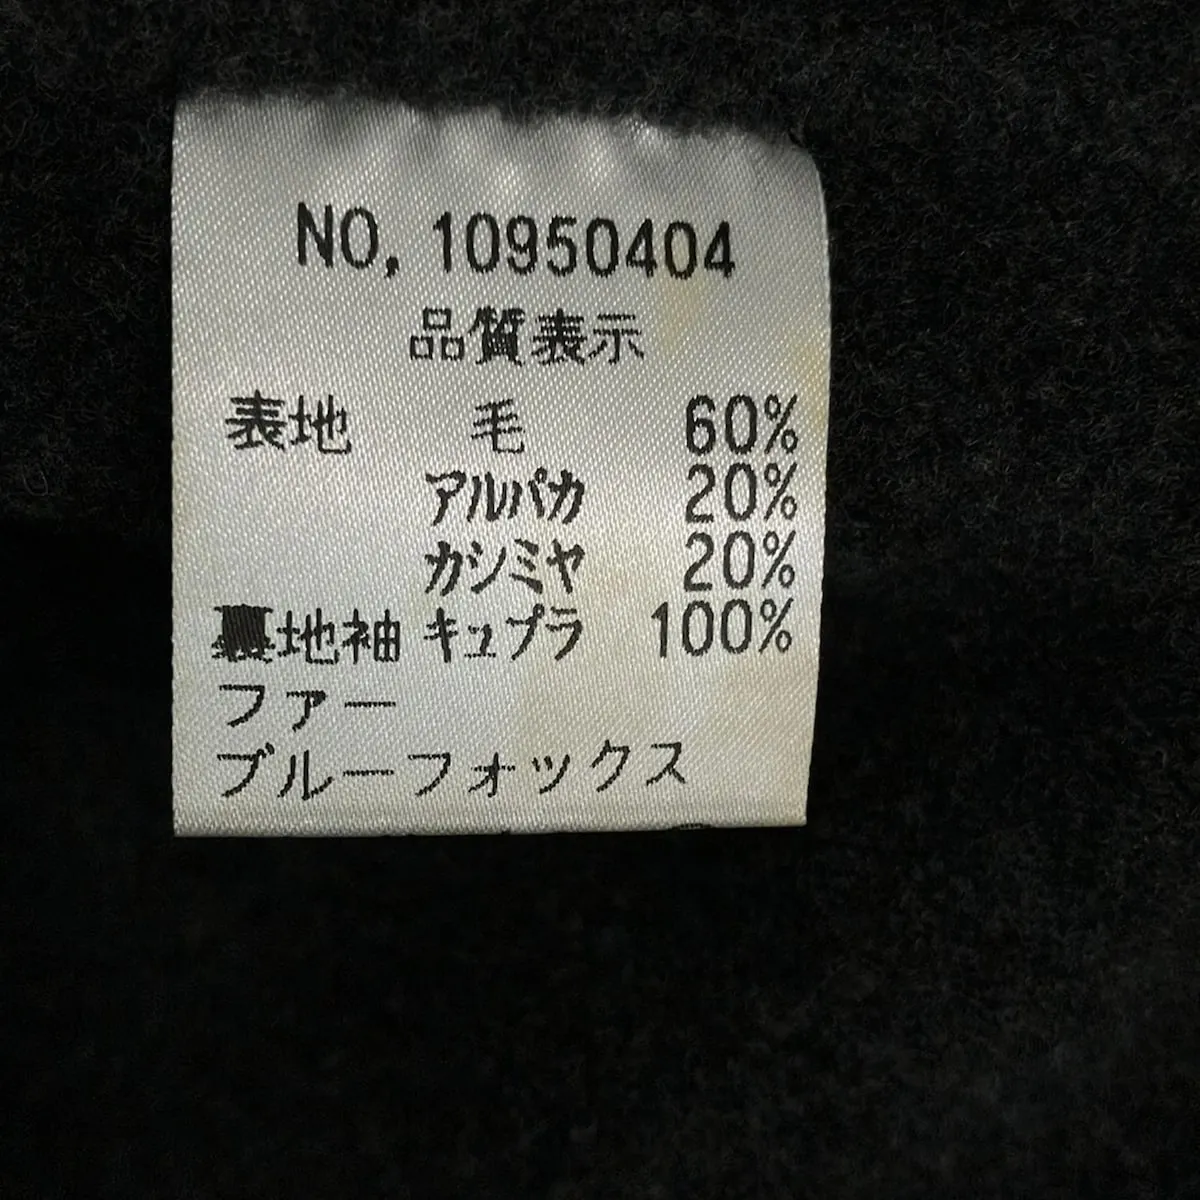 NO, 10950404
品質表示
表地 毛 60%
アルパカ 20%
カシミヤ 20%
裏地袖 キュプラ 100%
ファー
ブルーフォックス